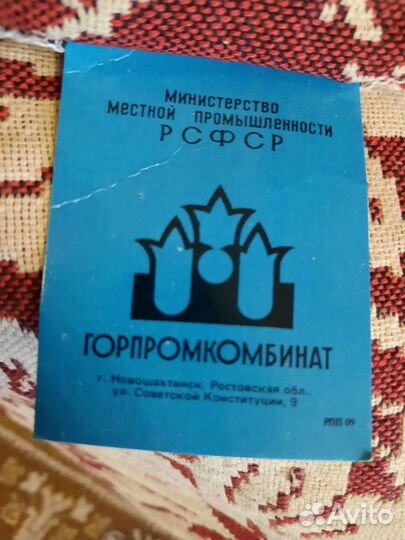 Министерство
местной промышленности
РСФСР
ГОРПРОМКОМБИНАТ
г. Новошахтинск, Ростовская обл.,
ул. Советской Конституции, 9
РПП 09
Avito